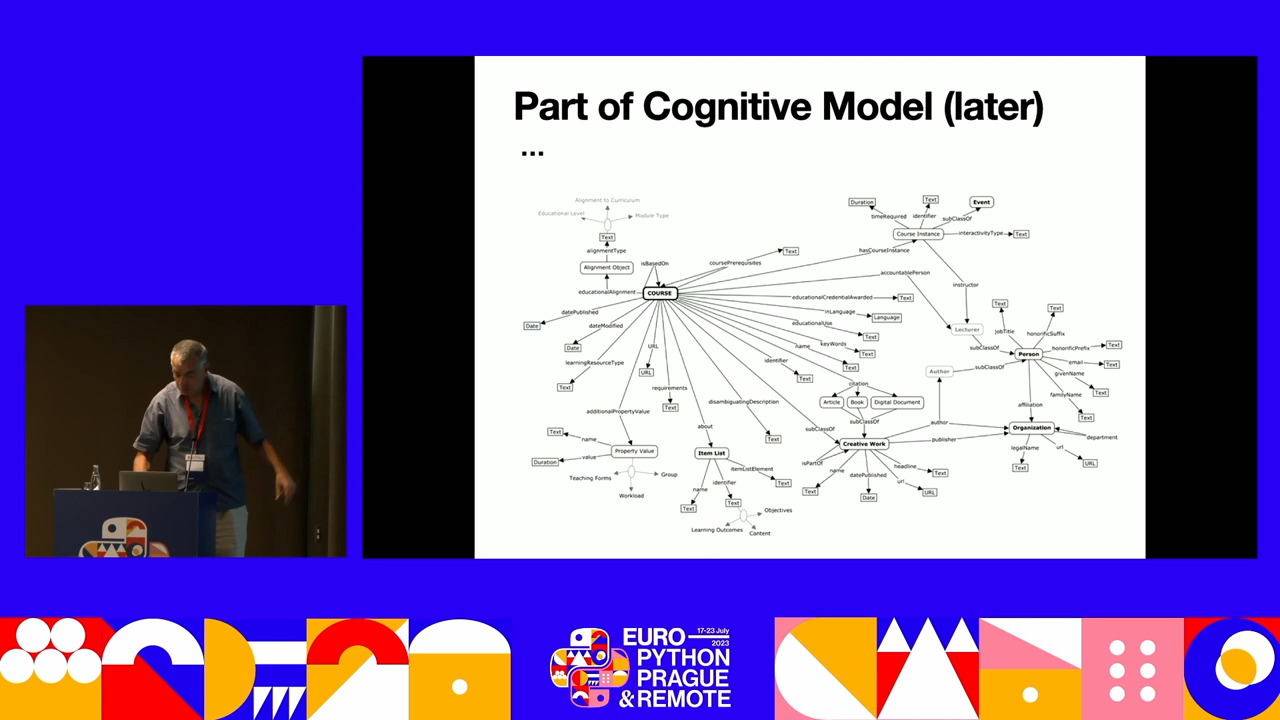 Part of Cognitive Model (later)
...
Alignment to Curriculum
Educational Level
Module Type
Text
alignmentType
Alignment Object
educationalAlignment
isBasedOn
COURSE
coursePrerequisites
Text
hasCourseInstance
accountablePerson
Duration
Text
Event
timeRequired
identifier
subClassOf
Course Instance
interactivityType
Text
instructor
Lecturer
subClassOf
datePublished
Date
dateModified
Date
learningResourceType
Text
URL
URL
requirements
Text
additionalPropertyValue
about
disambiguatingDescription
Text
identifier
Text
name
Text
keyWords
Text
educationalUse
Text
inLanguage
Language
educationalCredentialAwarded
Text
Text
jobTitle
Text
honorificSuffix
honorificPrefix
Text
Person
email
Text
givenName
Text
familyName
Text
affiliation
Author
subClassOf
citation
Article
Book
Digital Document
subClassOf
subClassOf
author
Creative Work
publisher
Organization
department
legalName
Text
url
URL
isPartOf
name
Text
datePublished
Date
headline
Text
url
URL
Text
name
Property Value
Duration
value
Group
Teaching Forms
Workload
Item List
itemListElement
Text
name
Text
identifier
Text
Objectives
Learning Outcomes
Content
EURO
17-23 July
2023
PYTHON
PRAGUE
& REMOTE